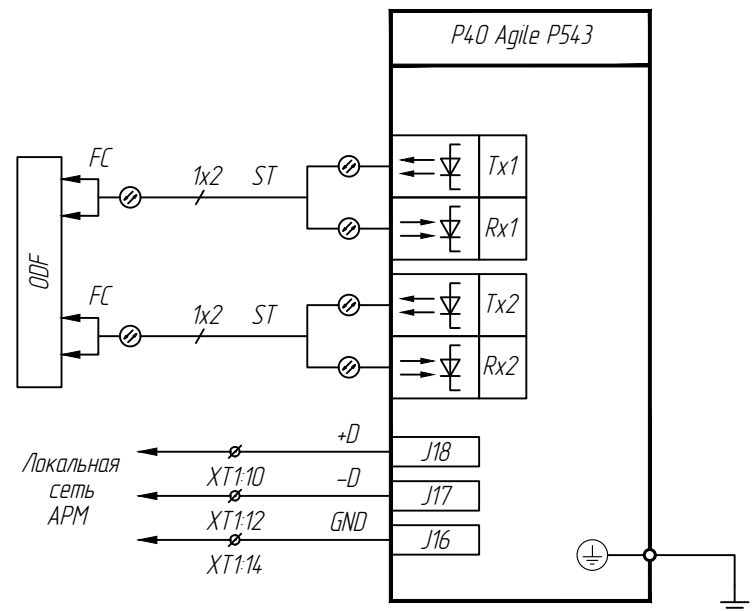 P40 Agile P543
FC
1x2
ST
Tx1
Rx1
ODF
FC
1x2
ST
Tx2
Rx2
+D
J18
XT1:10
-D
J17
XT1:12
GND
J16
XT1:14
Локальная
сеть
АРМ